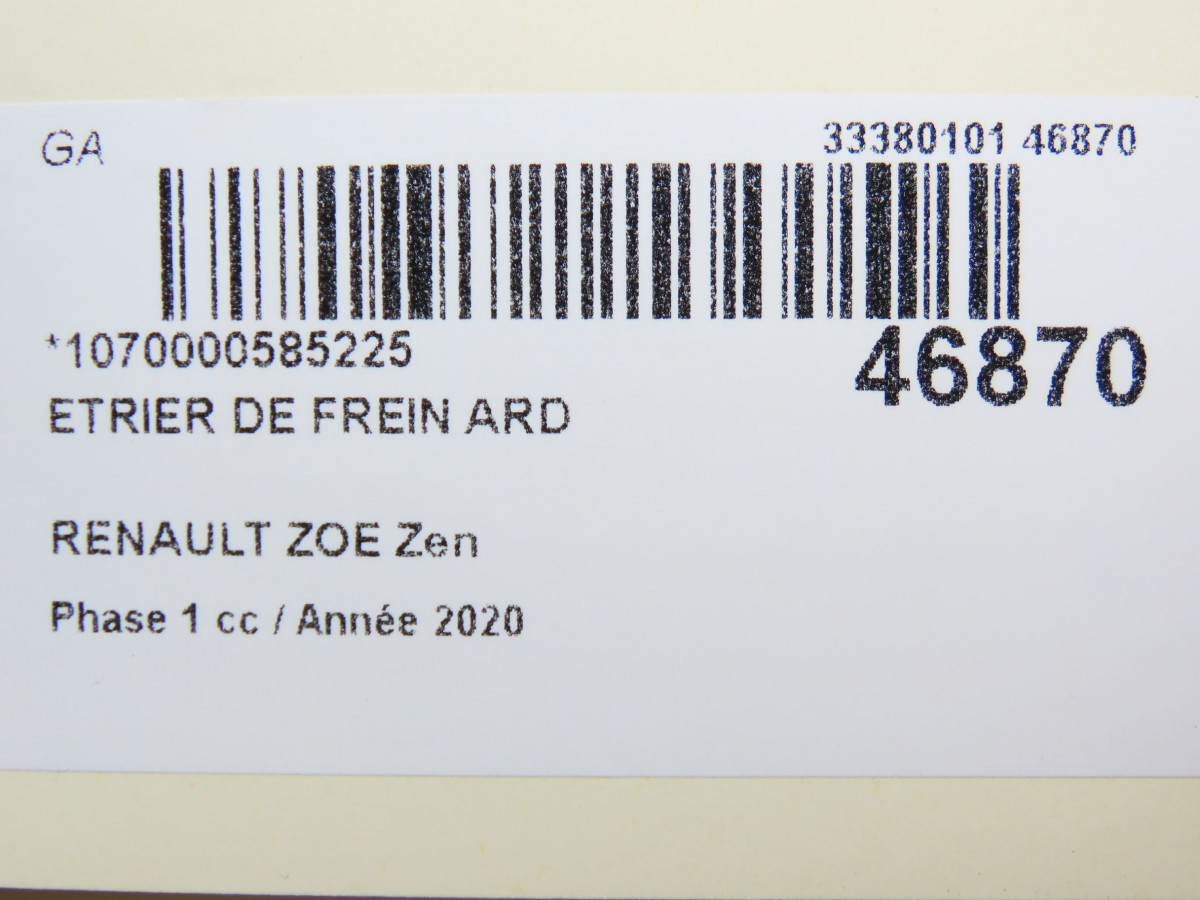 GA
33380101 46870
*1070000585225
46870
ETRIER DE FREIN ARD
RENAULT ZOE Zen
Phase 1 cc / Année 2020